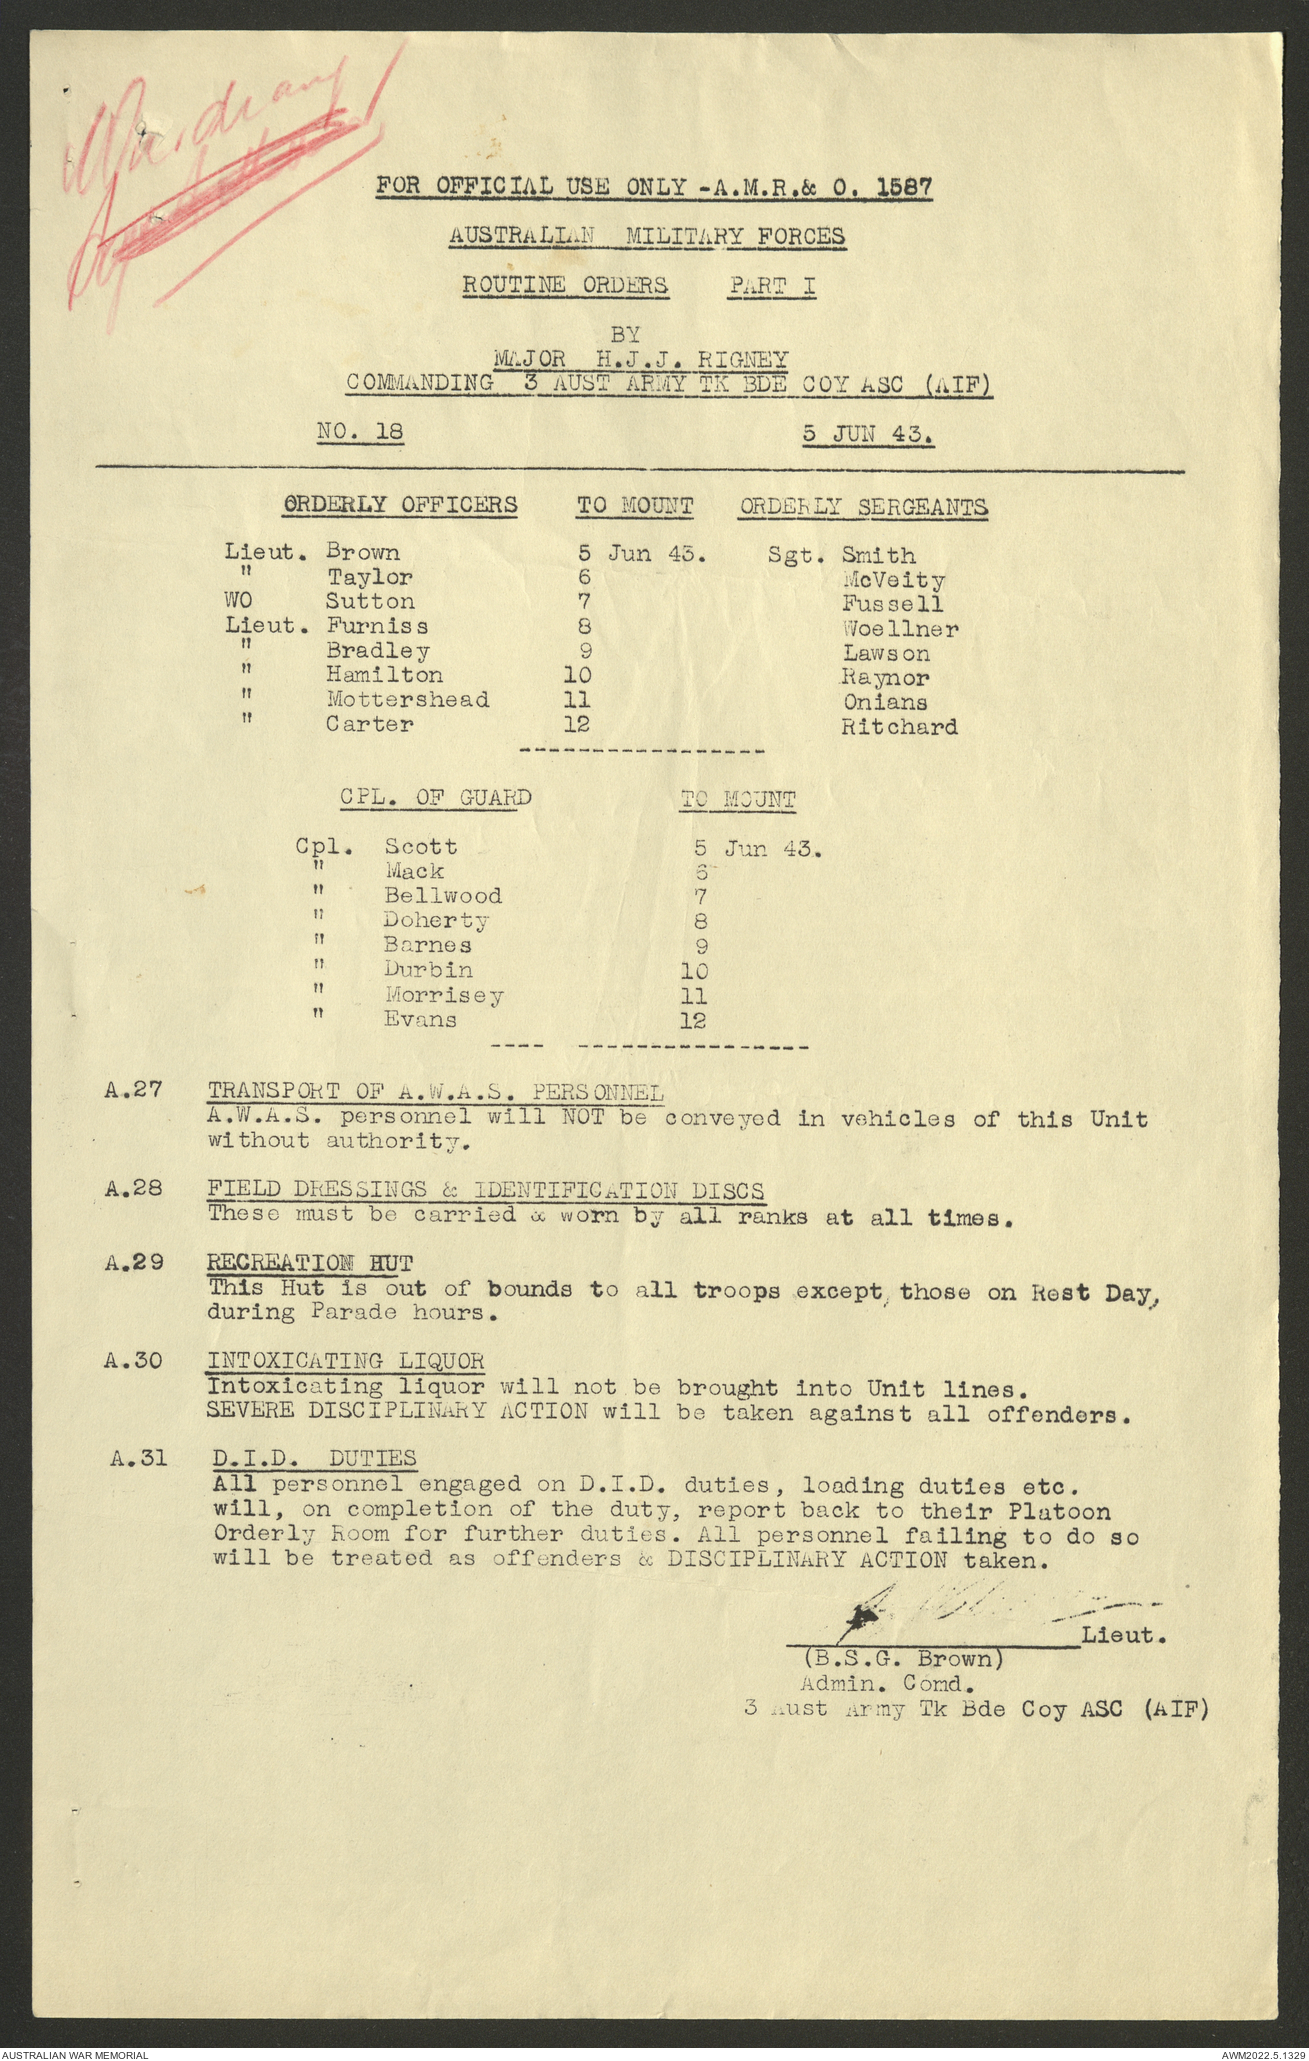 War diary
FOR OFFICIAL USE ONLY -A.M.R.& O. 1587
AUSTRALIAN MILITARY FORCES
ROUTINE ORDERS PART I
BY
MAJOR H.J.J. RIGNEY
COMMANDING 3 AUST ARMY TK BDE COY ASC (AIF)
NO. 18 5 JUN 43.
ORDERLY OFFICERS TO MOUNT ORDERLY SERGEANTS
Lieut. Brown 5 Jun 43. Sgt. Smith
" Taylor 6 McVeity
WO Sutton 7 Fussell
Lieut. Furniss 8 Woellner
" Bradley 9 Lawson
" Hamilton 10 Raynor
" Mottershead 11 Onians
" Carter 12 Ritchard
-----------------
CPL. OF GUARD TO MOUNT
Cpl. Scott 5 Jun 43.
" Mack 6
" Bellwood 7
" Doherty 8
" Barnes 9
" Durbin 10
" Morrisey 11
" Evans 12
---- ----------------
A.27 TRANSPORT OF A.W.A.S. PERSONNEL
A.W.A.S. personnel will NOT be conveyed in vehicles of this Unit
without authority.
A.28 FIELD DRESSINGS & IDENTIFICATION DISCS
These must be carried & worn by all ranks at all times.
A.29 RECREATION HUT
This Hut is out of bounds to all troops except, those on Rest Day,
during Parade hours.
A.30 INTOXICATING LIQUOR
Intoxicating liquor will not be brought into Unit lines.
SEVERE DISCIPLINARY ACTION will be taken against all offenders.
A.31 D.I.D. DUTIES
All personnel engaged on D.I.D. duties, loading duties etc.
will, on completion of the duty, report back to their Platoon
Orderly Room for further duties. All personnel failing to do so
will be treated as offenders & DISCIPLINARY ACTION taken.
Lieut.
(B.S.G. Brown)
Admin. Comd.
3 Aust Army Tk Bde Coy ASC (AIF)
AUSTRALIAN WAR MEMORIAL AWM2022.5.1329